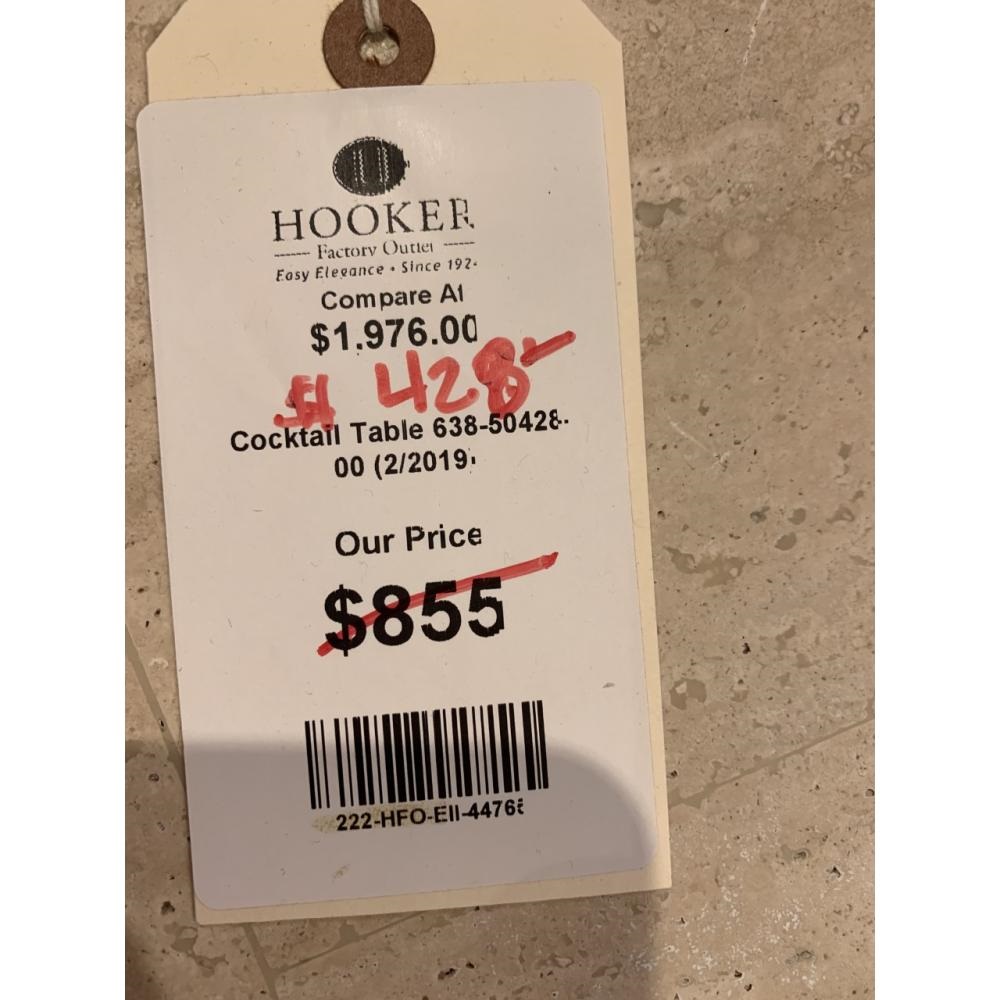 HOOKER
Factory Outlet
Easy Elegance • Since 192
Compare At
$1.976.00
$ 428-
Cocktail Table 638-50428-
00 (2/2019)
Our Price
$855
222-HFO-Ell-4476